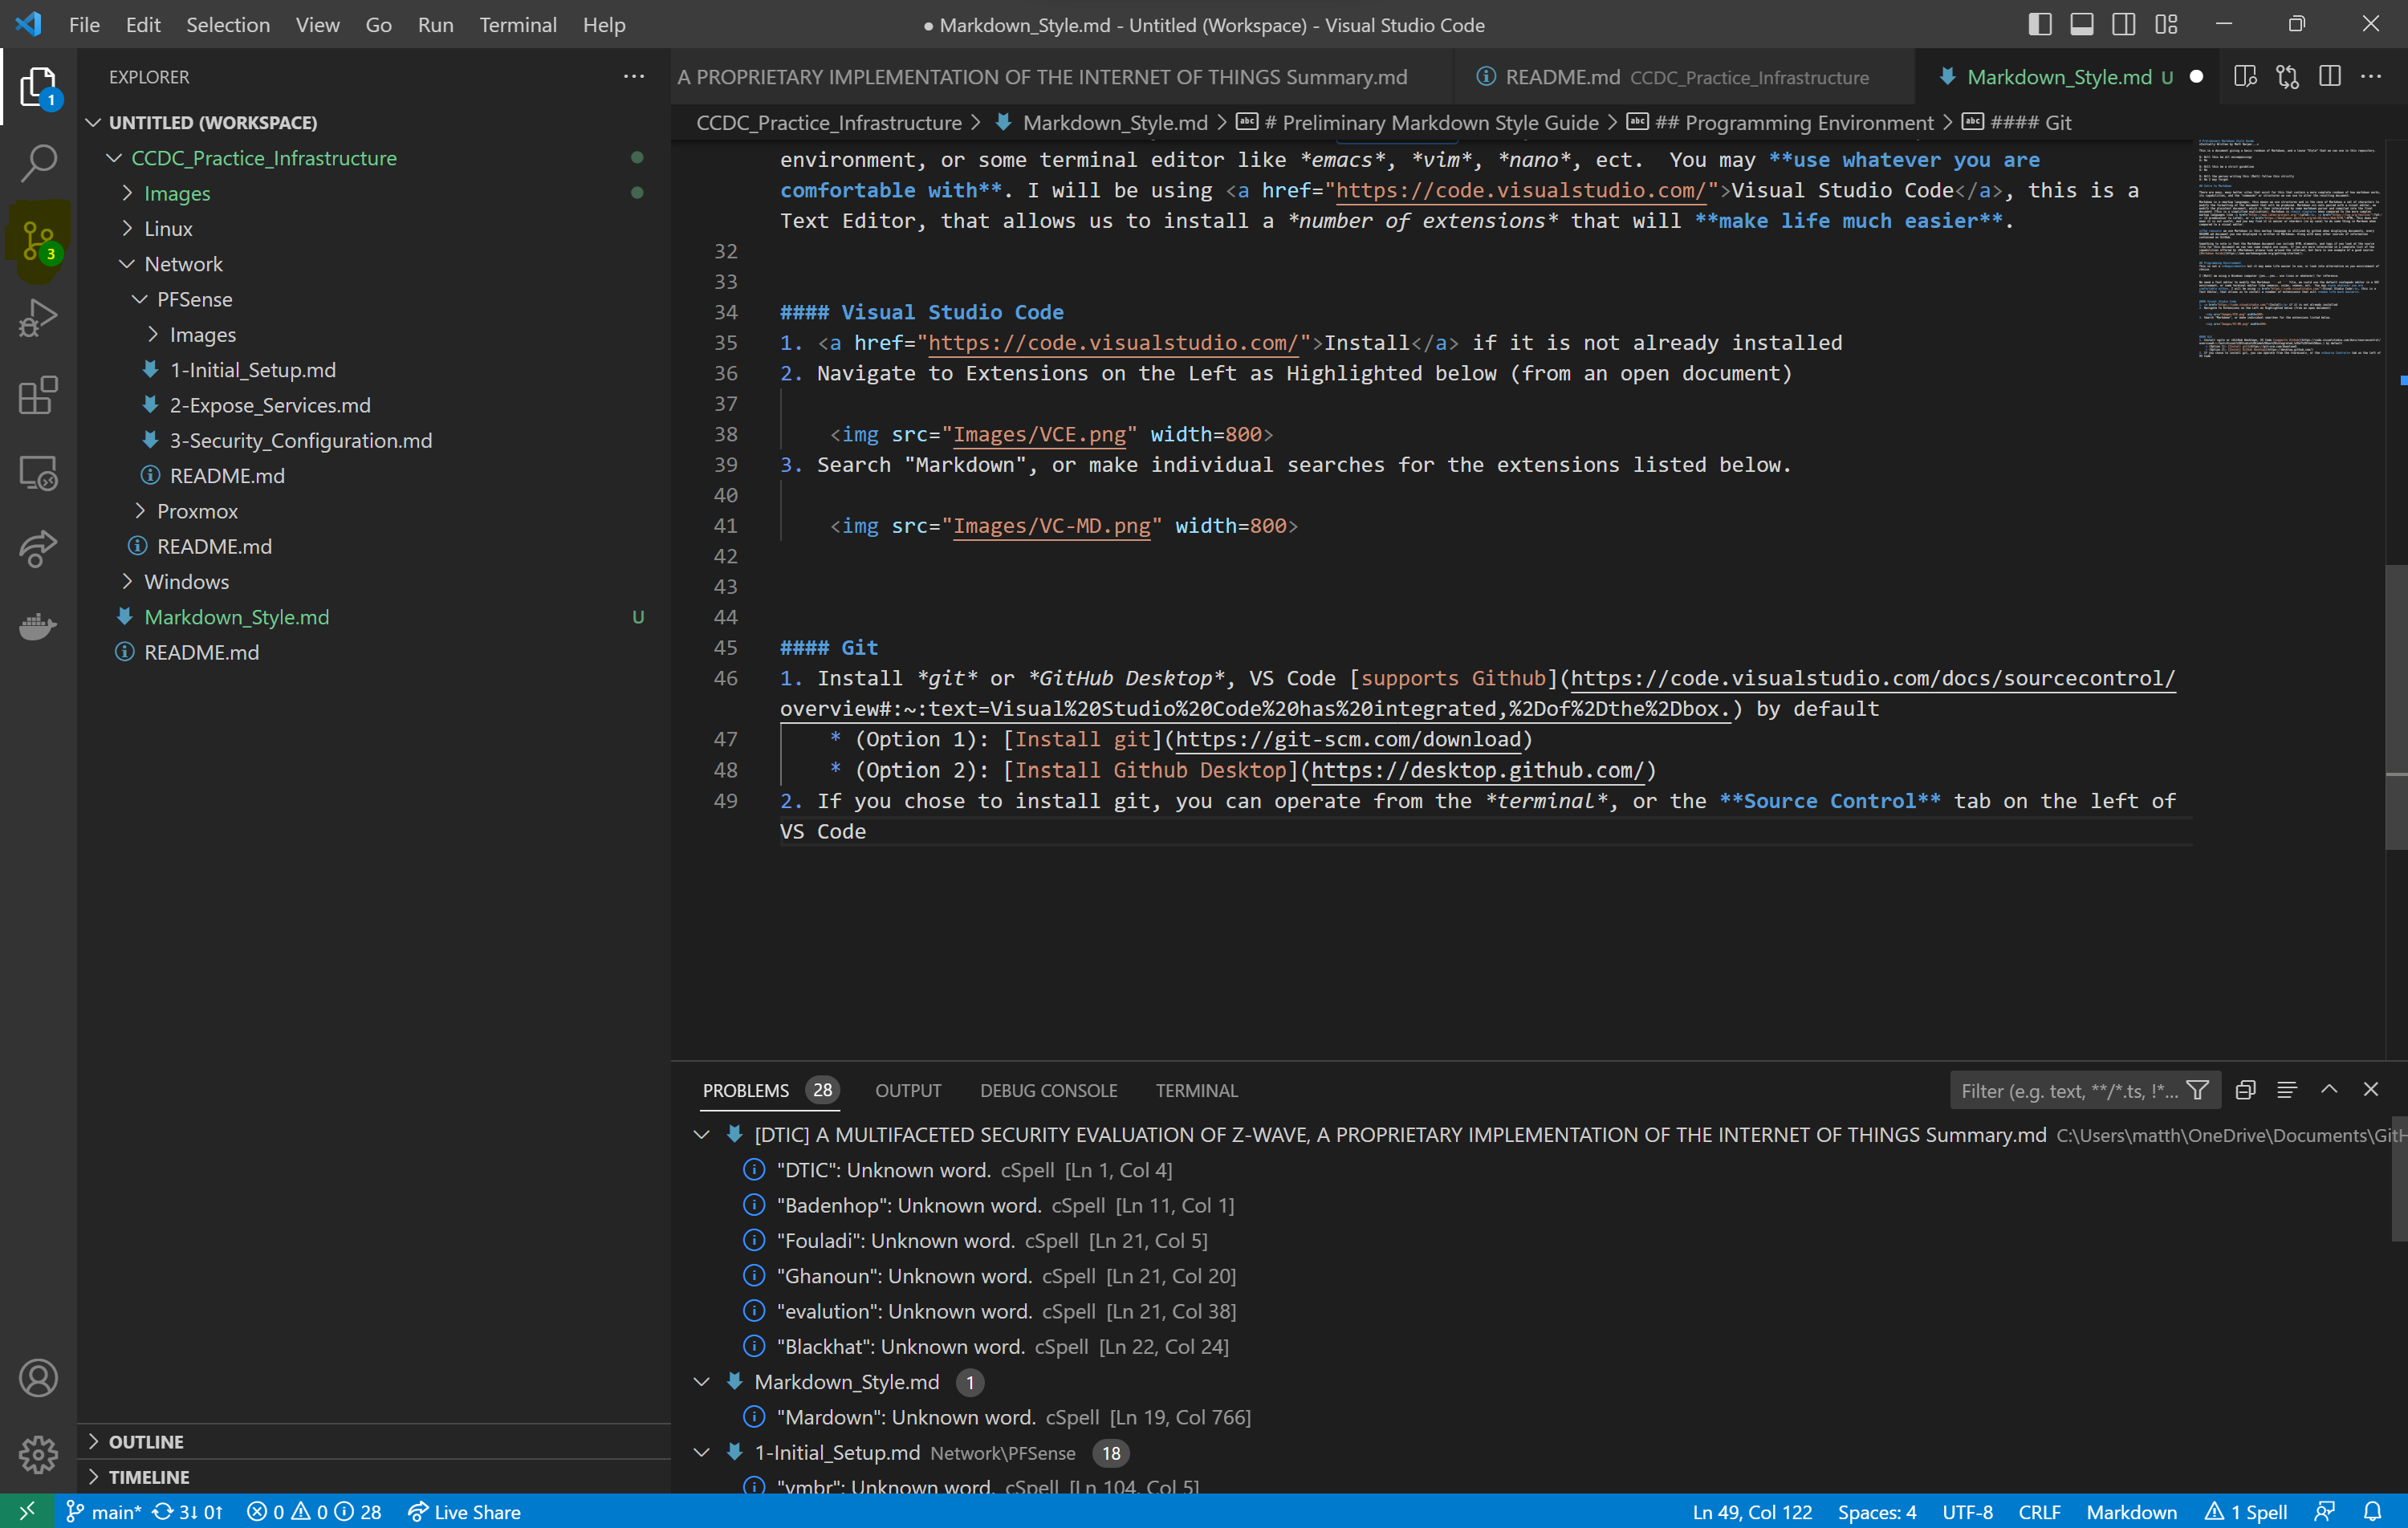 File Edit Selection View Go Run Terminal Help
● Markdown_Style.md - Untitled (Workspace) - Visual Studio Code
1
3
EXPLORER
UNTITLED (WORKSPACE)
CCDC_Practice_Infrastructure
Images
Linux
Network
PFSense
Images
1-Initial_Setup.md
2-Expose_Services.md
3-Security_Configuration.md
README.md
Proxmox
README.md
Windows
Markdown_Style.md U
README.md
OUTLINE
TIMELINE
A PROPRIETARY IMPLEMENTATION OF THE INTERNET OF THINGS Summary.md
README.md CCDC_Practice_Infrastructure
Markdown_Style.md U
CCDC_Practice_Infrastructure > Markdown_Style.md > # Preliminary Markdown Style Guide > ## Programming Environment > #### Git
environment, or some terminal editor like *emacs*, *vim*, *nano*, ect.  You may **use whatever you are
comfortable with**. I will be using <a href="https://code.visualstudio.com/">Visual Studio Code</a>, this is a
Text Editor, that allows us to install a *number of extensions* that will **make life much easier**.
32
33
34 #### Visual Studio Code
35 1. <a href="https://code.visualstudio.com/">Install</a> if it is not already installed
36 2. Navigate to Extensions on the Left as Highlighted below (from an open document)
37
38 <img src="Images/VCE.png" width=800>
39 3. Search "Markdown", or make individual searches for the extensions listed below.
40
41 <img src="Images/VC-MD.png" width=800>
42
43
44
45 #### Git
46 1. Install *git* or *GitHub Desktop*, VS Code [supports Github](https://code.visualstudio.com/docs/sourcecontrol/
overview#:~:text=Visual%20Studio%20Code%20has%20integrated,%2Dof%2Dthe%2Dbox.) by default
47 * (Option 1): [Install git](https://git-scm.com/download)
48 * (Option 2): [Install Github Desktop](https://desktop.github.com/)
49 2. If you chose to install git, you can operate from the *terminal*, or the **Source Control** tab on the left of
VS Code
PROBLEMS 28 OUTPUT DEBUG CONSOLE TERMINAL
Filter (e.g. text, **/*.ts, !*...
[DTIC] A MULTIFACETED SECURITY EVALUATION OF Z-WAVE, A PROPRIETARY IMPLEMENTATION OF THE INTERNET OF THINGS Summary.md C:\Users\matth\OneDrive\Documents\GitH
"DTIC": Unknown word. cSpell [Ln 1, Col 4]
"Badenhop": Unknown word. cSpell [Ln 11, Col 1]
"Fouladi": Unknown word. cSpell [Ln 21, Col 5]
"Ghanoun": Unknown word. cSpell [Ln 21, Col 20]
"evalution": Unknown word. cSpell [Ln 21, Col 38]
"Blackhat": Unknown word. cSpell [Ln 22, Col 24]
Markdown_Style.md 1
"Mardown": Unknown word. cSpell [Ln 19, Col 766]
1-Initial_Setup.md Network\PFSense 18
"vmbr": Unknown word. cSpell [Ln 104, Col 5]
main* 3↓ 0↑ 0 0 28 Live Share
Ln 49, Col 122 Spaces: 4 UTF-8 CRLF Markdown 1 Spell